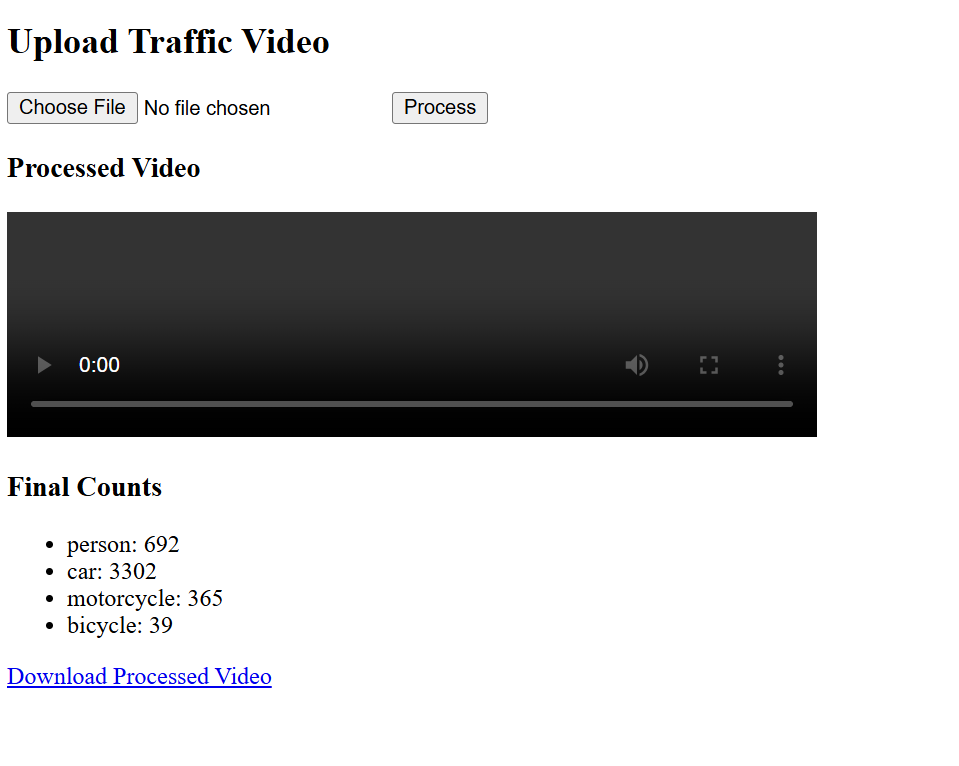 Upload Traffic Video
Choose File No file chosen Process
Processed Video
0:00
Final Counts
person: 692
car: 3302
motorcycle: 365
bicycle: 39
Download Processed Video